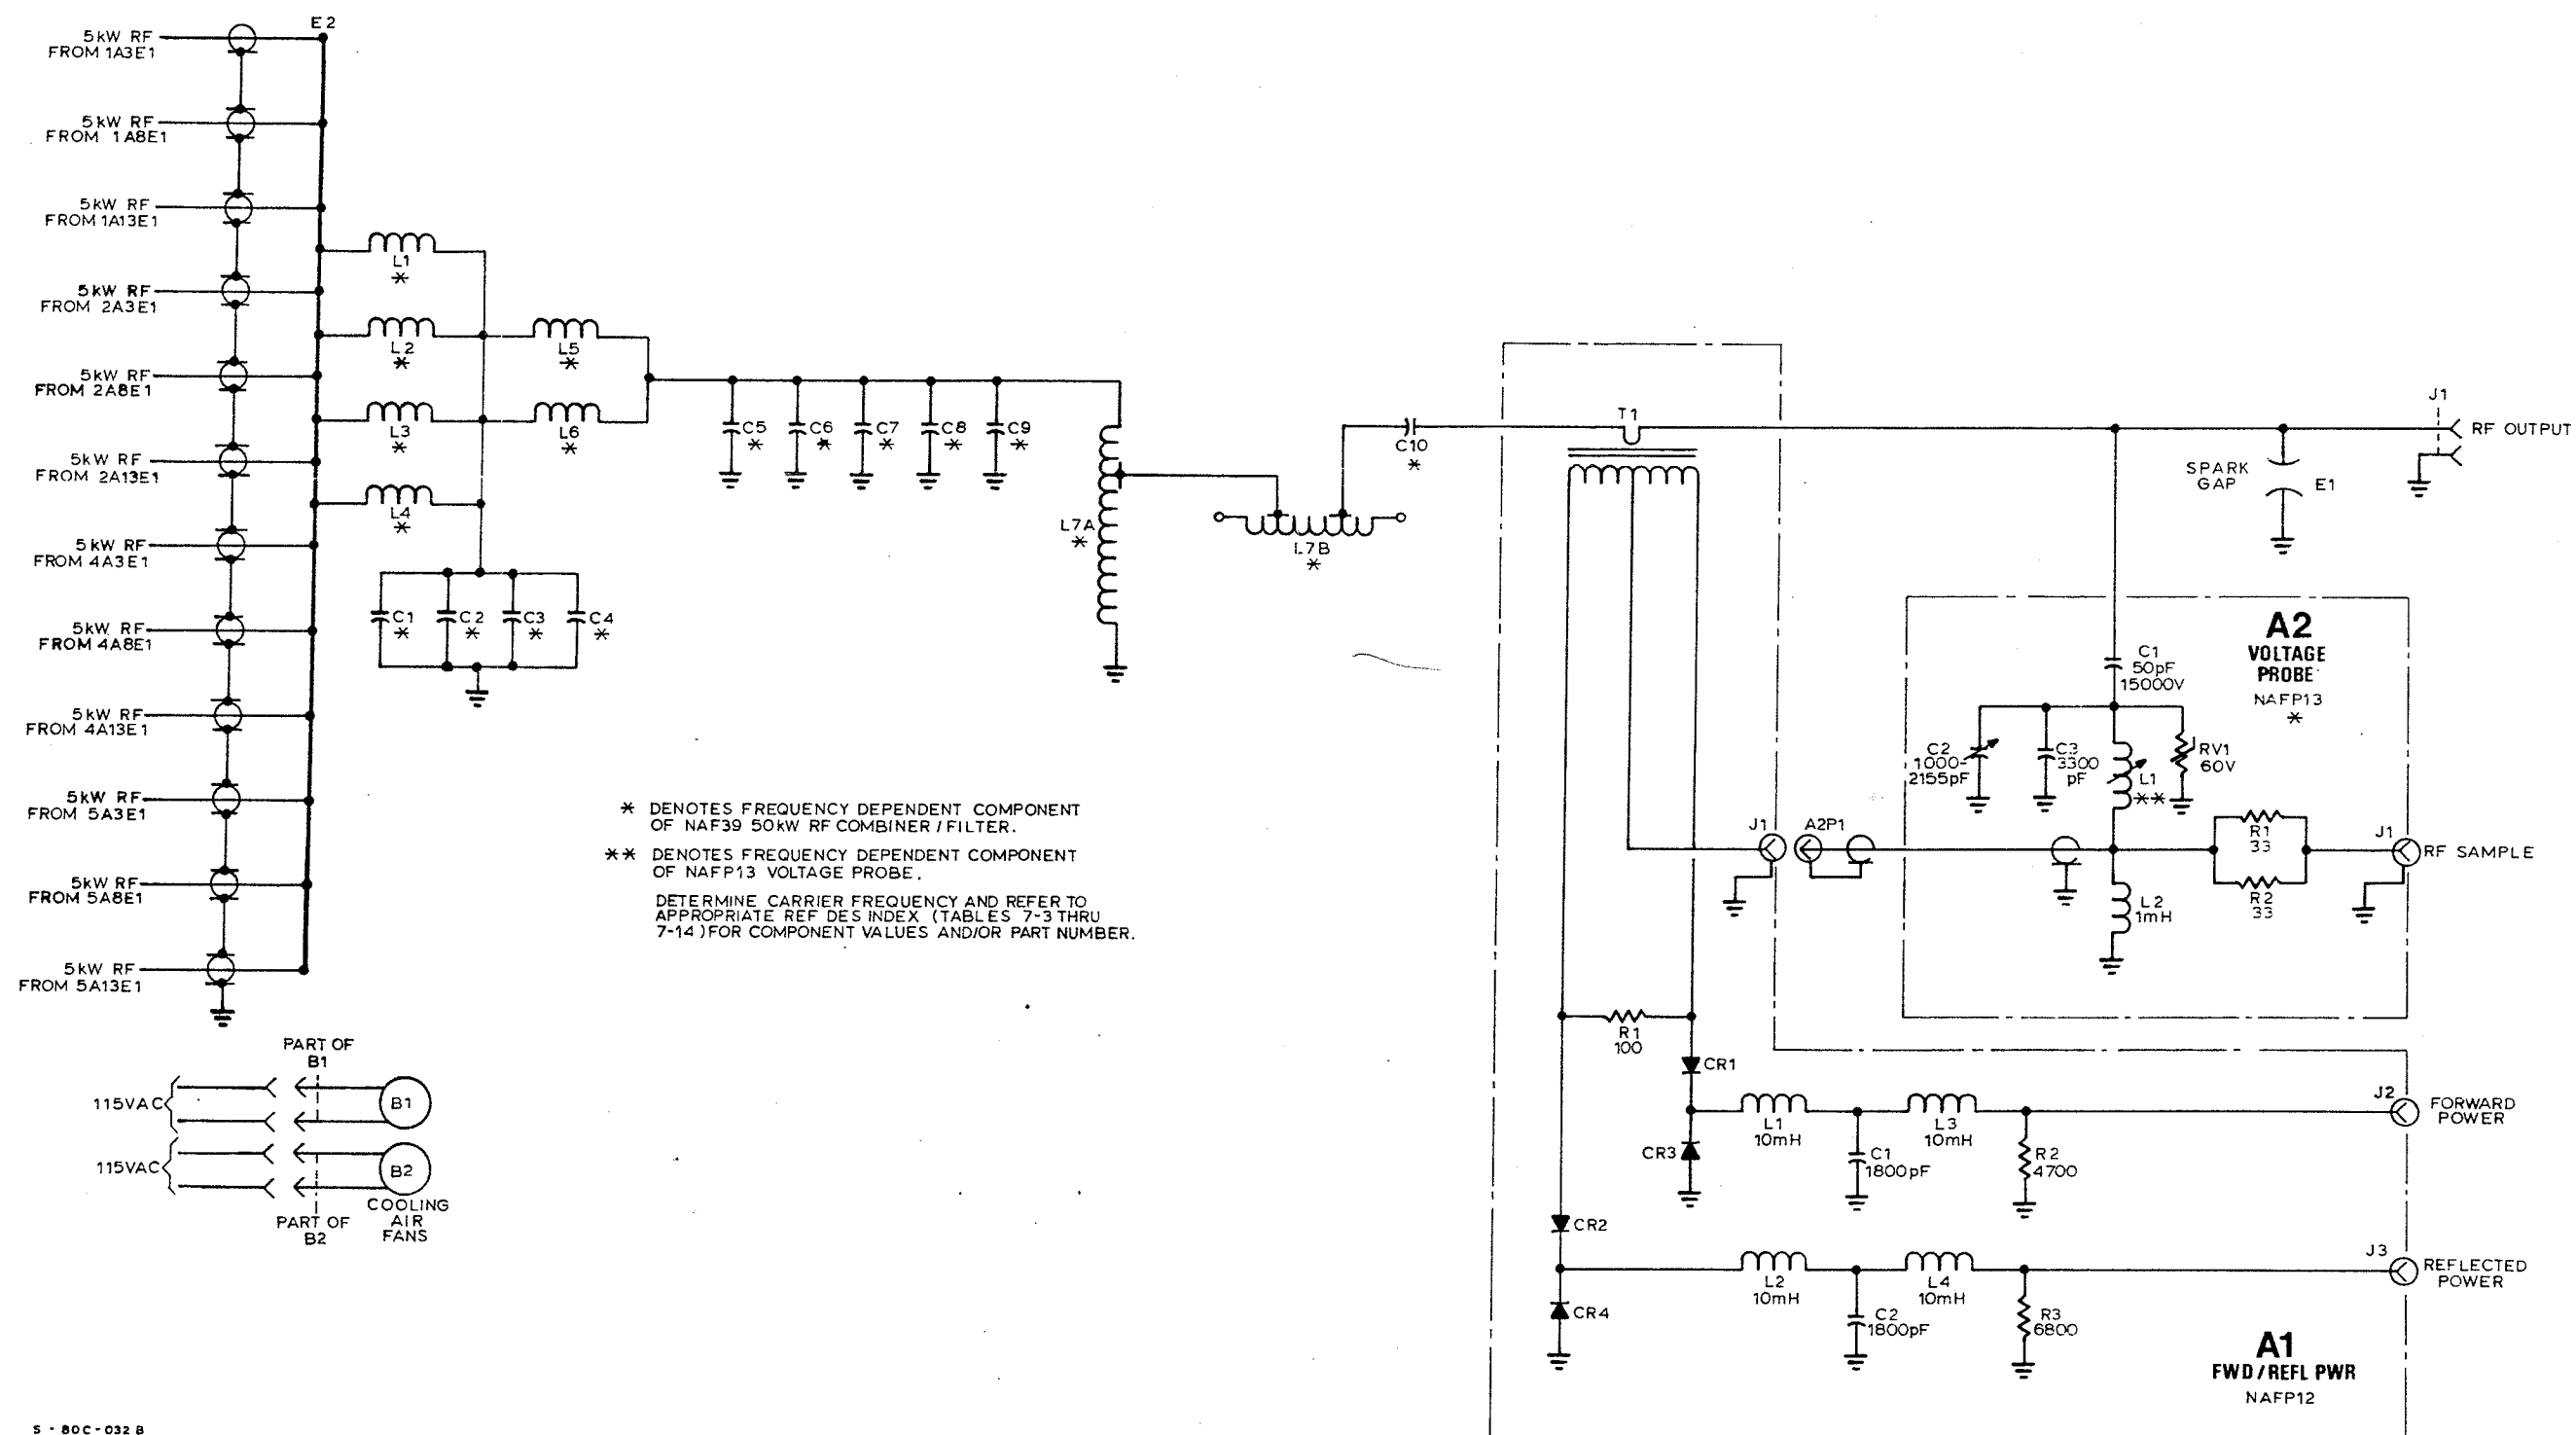 E2
5kW RF
FROM 1A3E1
5kW RF
FROM 1A8E1
5kW RF
FROM 1A13E1
5kW RF
FROM 2A3E1
5kW RF
FROM 2A8E1
5kW RF
FROM 2A13E1
5kW RF
FROM 4A3E1
5kW RF
FROM 4A8E1
5kW RF
FROM 4A13E1
5kW RF
FROM 5A3E1
5kW RF
FROM 5A8E1
5kW RF
FROM 5A13E1
L1
*
L2
*
L3
*
L4
*
L5
*
L6
*
C1
*
C2
*
C3
*
C4
*
C5
*
C6
*
C7
*
C8
*
C9
*
L7A
*
L7B
*
C10
*
T1
J1
RF OUTPUT
SPARK
GAP
E1
A2
VOLTAGE
PROBE
NAFP13
*
C1
50pF
15000V
C2
1000-
2155pF
C3
3300
pF
L1
**
RV1
60V
J1
A2P1
R1
33
R2
33
J1
RF SAMPLE
L2
1mH
* DENOTES FREQUENCY DEPENDENT COMPONENT
OF NAF39 50kW RF COMBINER/FILTER.
** DENOTES FREQUENCY DEPENDENT COMPONENT
OF NAFP13 VOLTAGE PROBE.
DETERMINE CARRIER FREQUENCY AND REFER TO
APPROPRIATE REF DES INDEX (TABLES 7-3 THRU
7-14) FOR COMPONENT VALUES AND/OR PART NUMBER.
R1
100
CR1
CR3
L1
10mH
C1
1800pF
L3
10mH
R2
4700
J2
FORWARD
POWER
CR2
CR4
L2
10mH
C2
1800pF
L4
10mH
R3
6800
J3
REFLECTED
POWER
A1
FWD/REFL PWR
NAFP12
PART OF
B1
115VAC
B1
115VAC
B2
PART OF
B2
COOLING
AIR
FANS
S-80C-032B